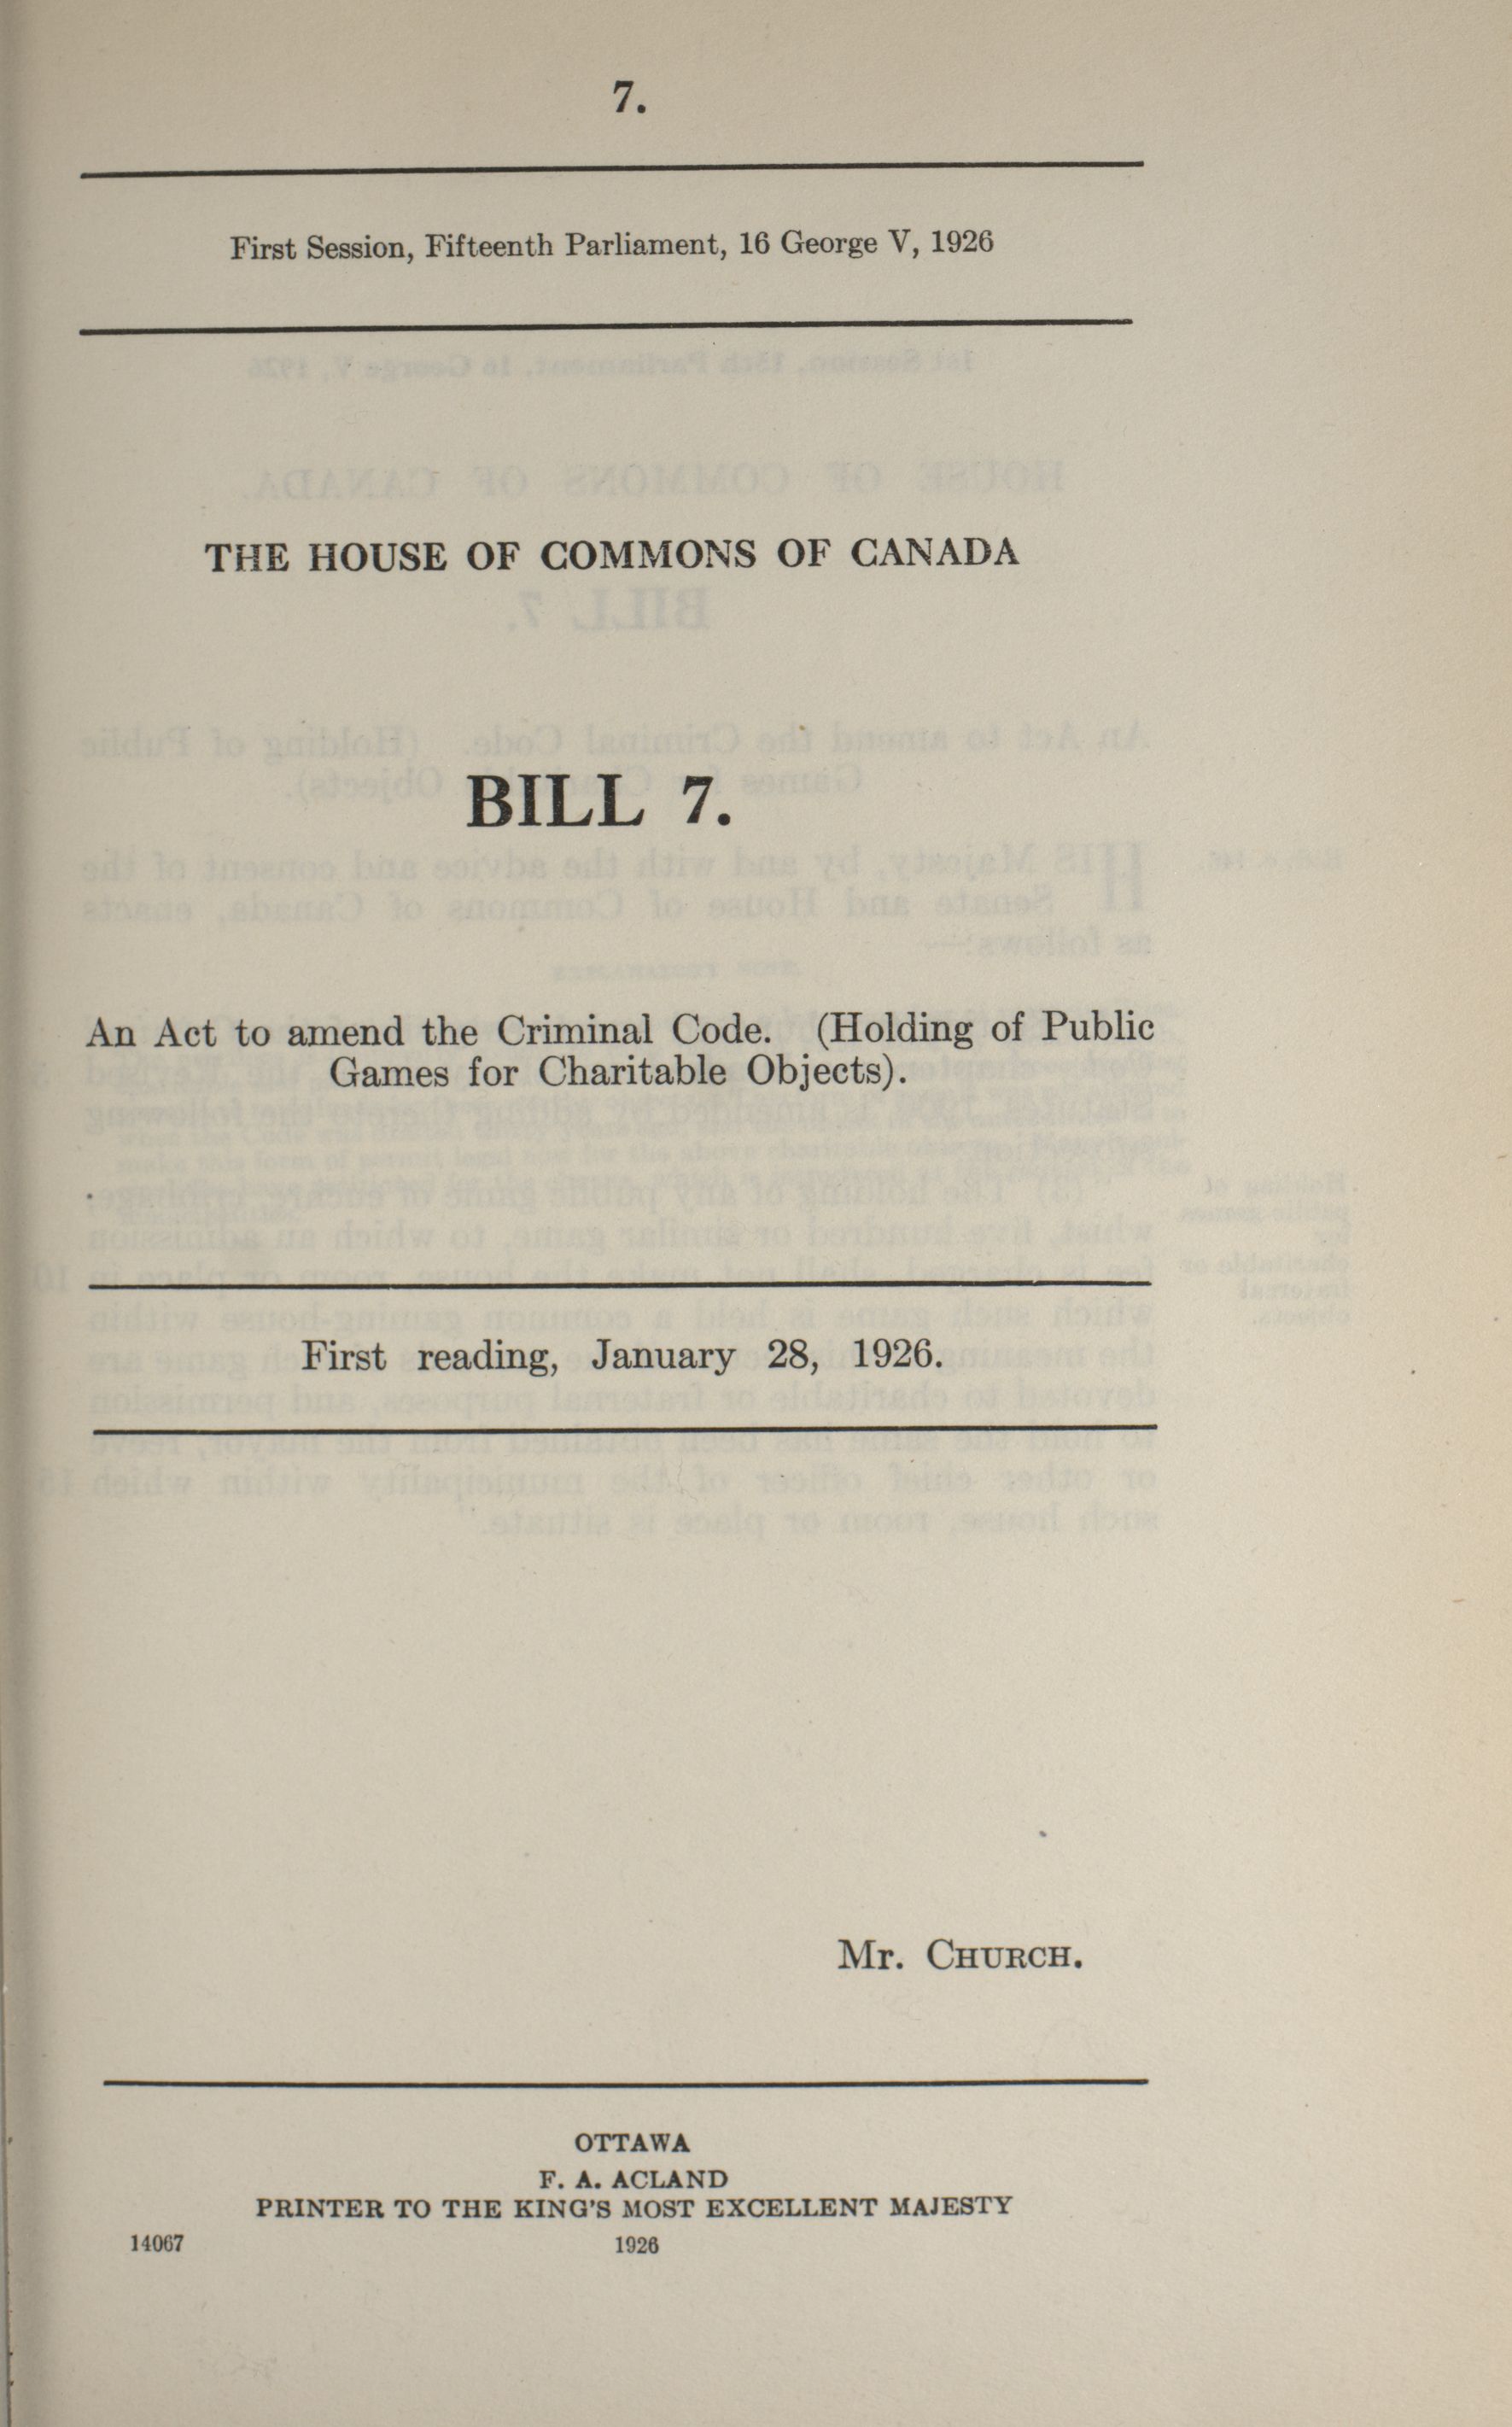 7.
First Session, Fifteenth Parliament, 16 George V, 1926
THE HOUSE OF COMMONS OF CANADA
BILL 7.
An Act to amend the Criminal Code. (Holding of Public
Games for Charitable Objects).
First reading, January 28, 1926.
Mr. CHURCH.
OTTAWA
F. A. ACLAND
PRINTER TO THE KING'S MOST EXCELLENT MAJESTY
14067 1926